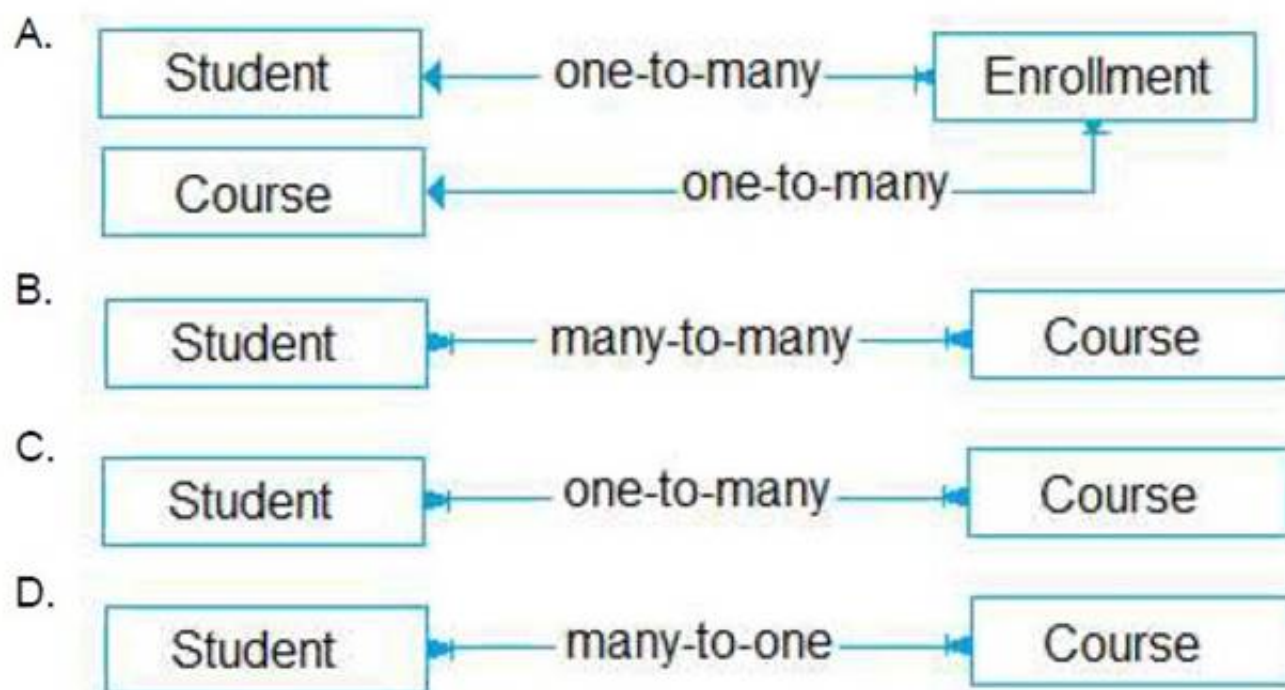 A.
Student one-to-many Enrollment
Course one-to-many
B.
Student many-to-many Course
C.
Student one-to-many Course
D.
Student many-to-one Course